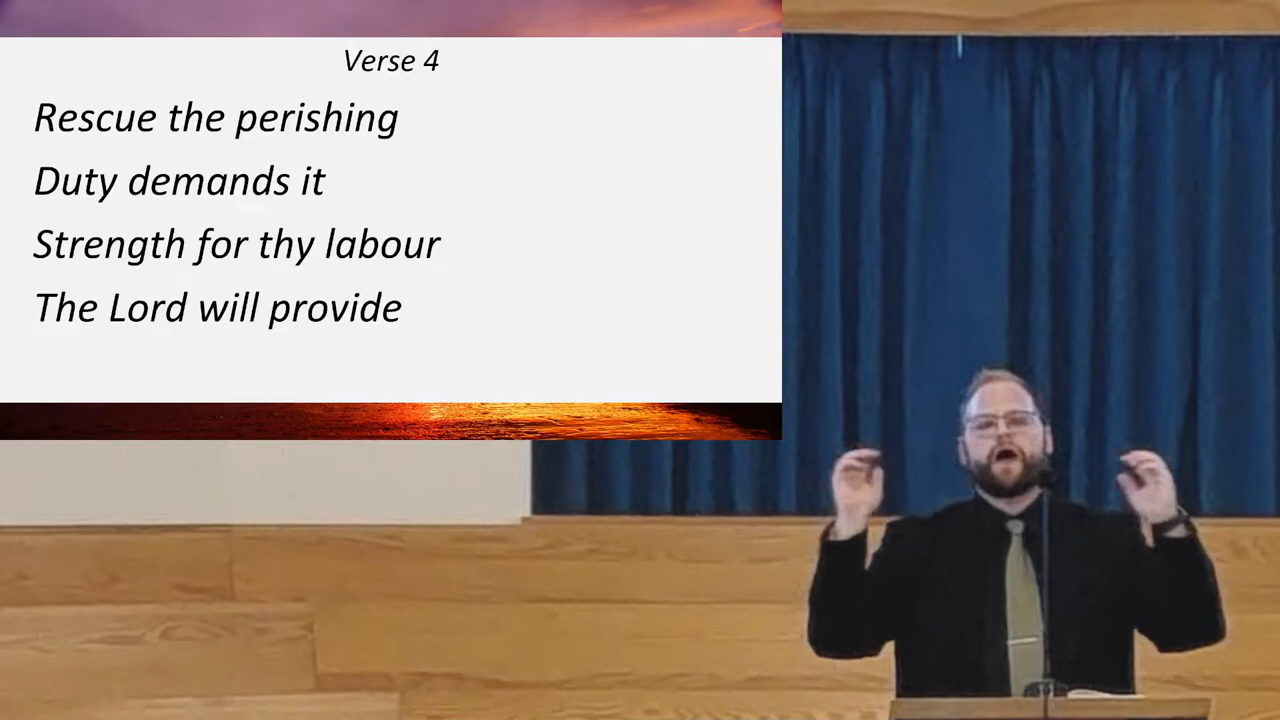 Verse 4
Rescue the perishing
Duty demands it
Strength for thy labour
The Lord will provide